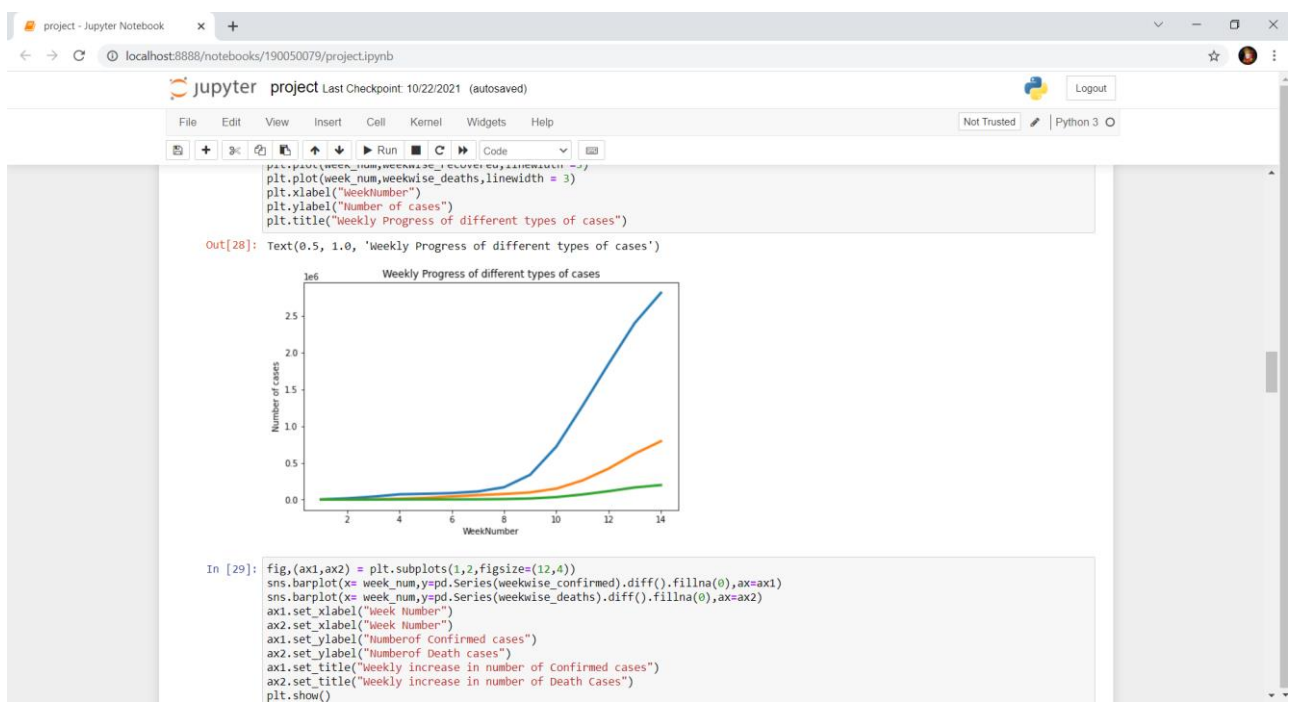 project - Jupyter Notebook
localhost:8888/notebooks/190050079/project.ipynb
jupyter project Last Checkpoint: 10/22/2021 (autosaved)
Logout
File Edit View Insert Cell Kernel Widgets Help
Not Trusted Python 3
Run Code
plt.plot(week_num,weekwise_recovered,linewidth =3)
plt.plot(week_num,weekwise_deaths,linewidth = 3)
plt.xlabel("WeekNumber")
plt.ylabel("Number of cases")
plt.title("Weekly Progress of different types of cases")
Out[28]: Text(0.5, 1.0, 'Weekly Progress of different types of cases')
1e6 Weekly Progress of different types of cases
2.5
2.0
1.5
1.0
0.5
0.0
Number of cases
2 4 6 8 10 12 14
WeekNumber
In [29]: fig,(ax1,ax2) = plt.subplots(1,2,figsize=(12,4))
sns.barplot(x= week_num,y=pd.Series(weekwise_confirmed).diff().fillna(0),ax=ax1)
sns.barplot(x= week_num,y=pd.Series(weekwise_deaths).diff().fillna(0),ax=ax2)
ax1.set_xlabel("Week Number")
ax2.set_xlabel("Week Number")
ax1.set_ylabel("Numberof Confirmed cases")
ax2.set_ylabel("Numberof Death cases")
ax1.set_title("Weekly increase in number of Confirmed cases")
ax2.set_title("Weekly increase in number of Death Cases")
plt.show()